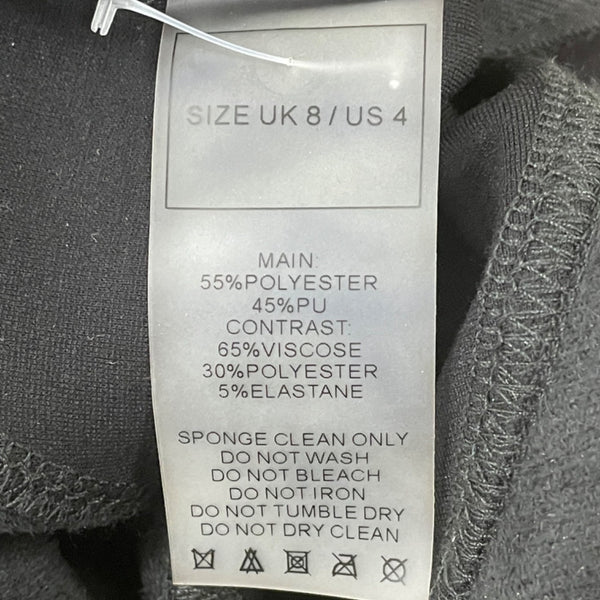 SIZE UK 8 / US 4
MAIN:
55%POLYESTER
45%PU
CONTRAST:
65%VISCOSE
30%POLYESTER
5%ELASTANE
SPONGE CLEAN ONLY
DO NOT WASH
DO NOT BLEACH
DO NOT IRON
DO NOT TUMBLE DRY
DO NOT DRY CLEAN